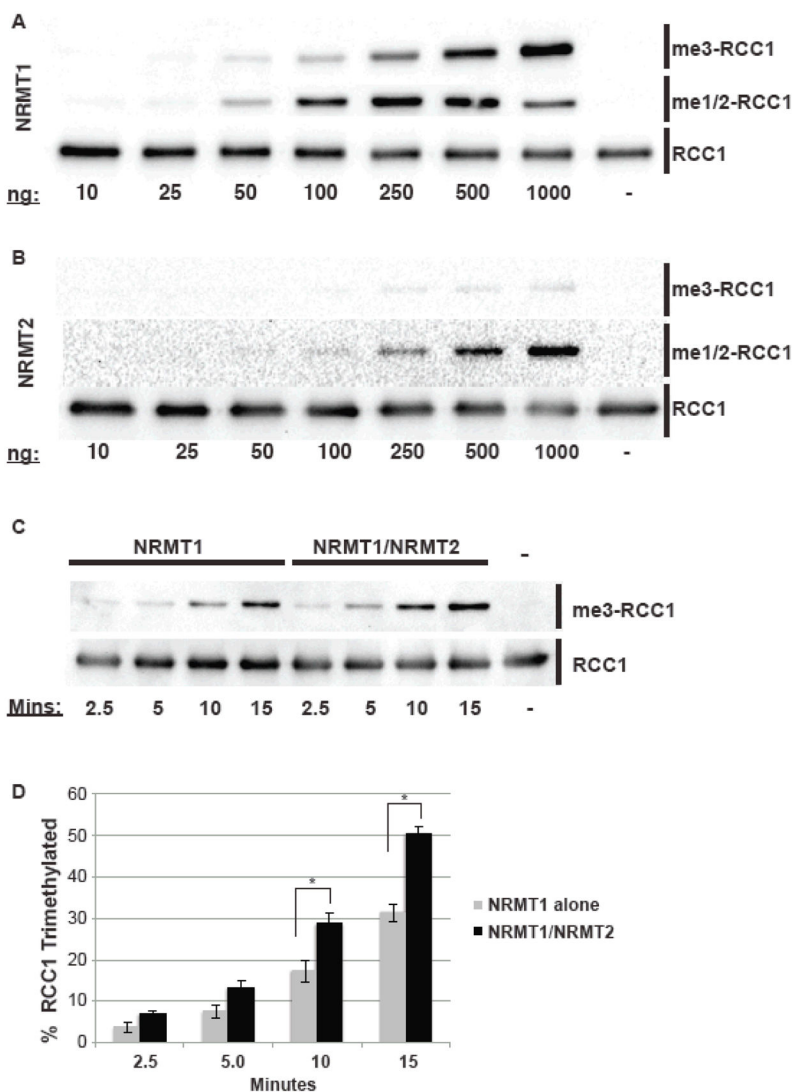 A
NRMT1
me3-RCC1
me1/2-RCC1
RCC1
ng: 10 25 50 100 250 500 1000 -
B
NRMT2
me3-RCC1
me1/2-RCC1
RCC1
ng: 10 25 50 100 250 500 1000 -
C
NRMT1 NRMT1/NRMT2 -
me3-RCC1
RCC1
Mins: 2.5 5 10 15 2.5 5 10 15 -
D
% RCC1 Trimethylated
60
50
40
30
20
10
0
* *
NRMT1 alone
NRMT1/NRMT2
2.5 5.0 10 15
Minutes